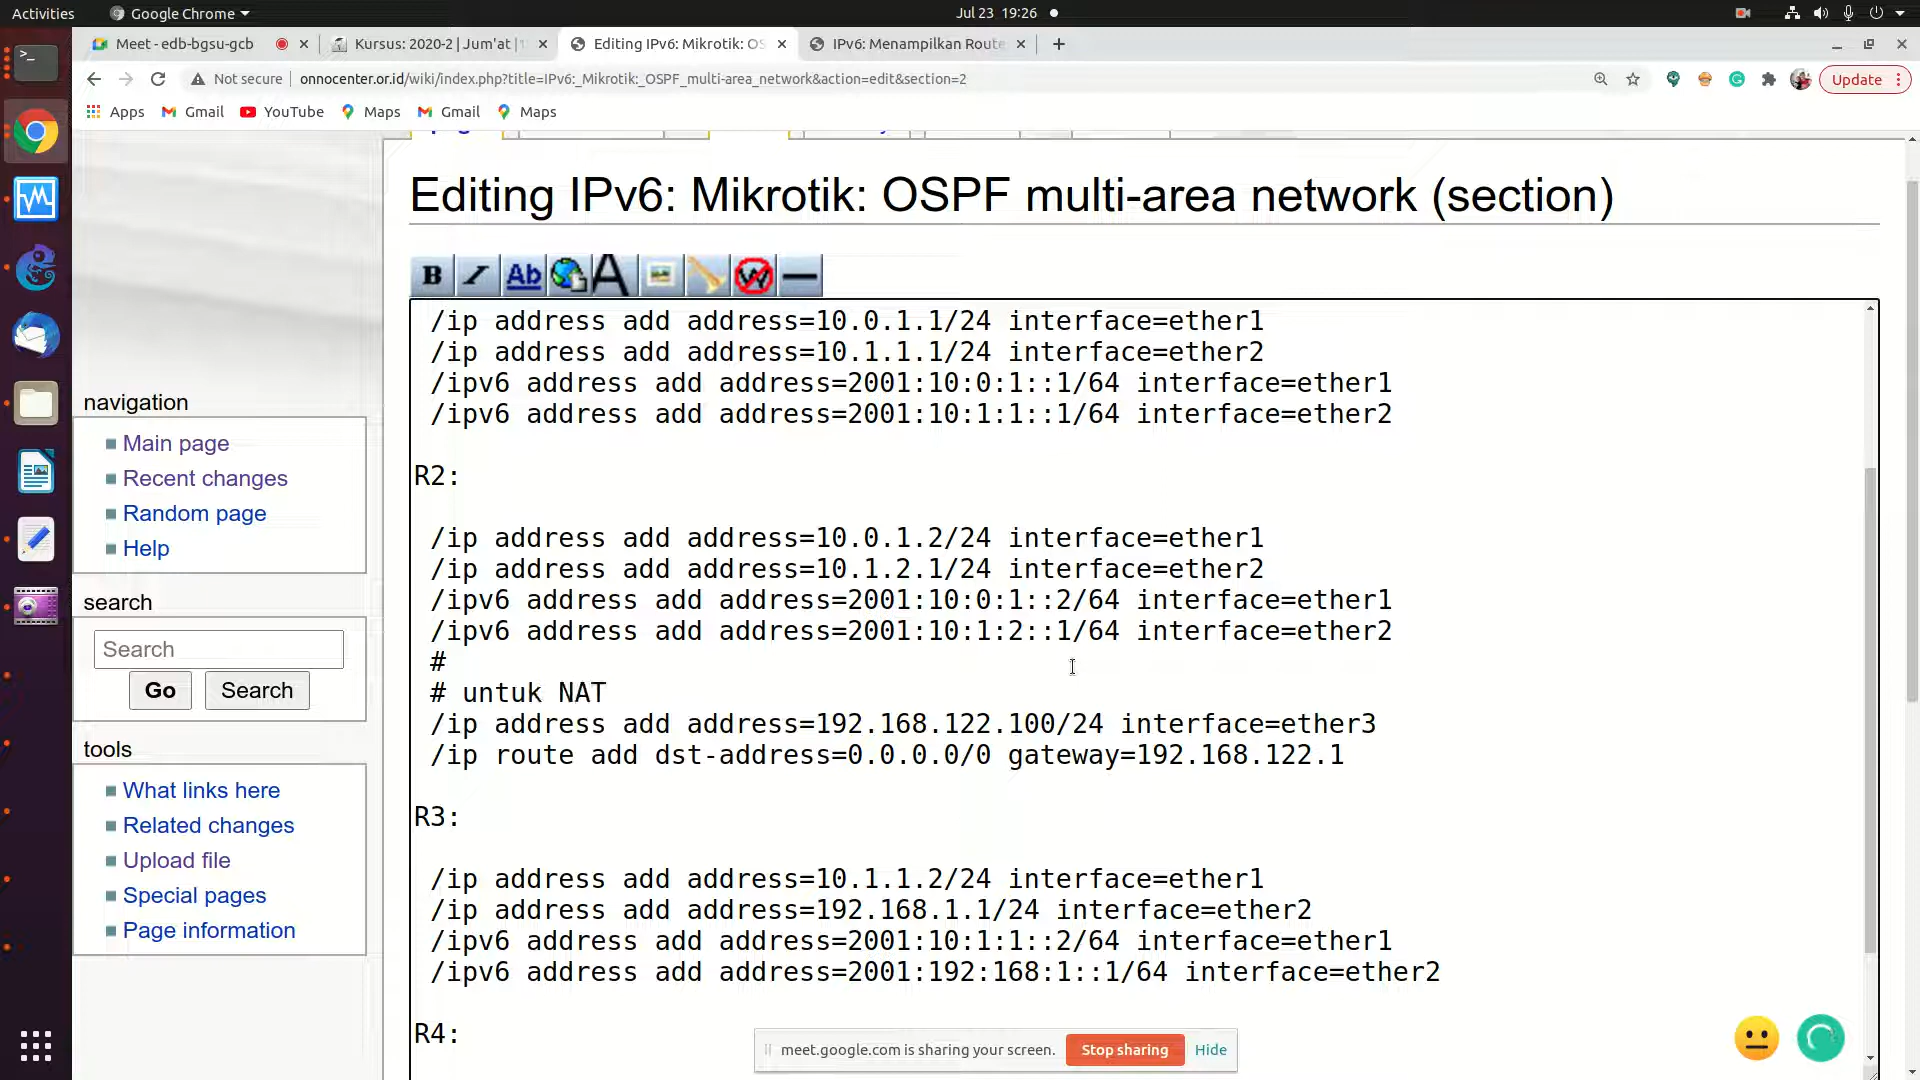 Activities
Google Chrome
Jul 23 19:26
Meet - edb-bgsu-gcb
Kursus: 2020-2 | Jum'at | 1
Editing IPv6: Mikrotik: OS
IPv6: Menampilkan Route
Not secure
onnocenter.or.id/wiki/index.php?title=IPv6:_Mikrotik:_OSPF_multi-area_network&action=edit&section=2
Update
Apps
Gmail
YouTube
Maps
Gmail
Maps
Editing IPv6: Mikrotik: OSPF multi-area network (section)
B
I
Ab
A
W
/ip address add address=10.0.1.1/24 interface=ether1
/ip address add address=10.1.1.1/24 interface=ether2
/ipv6 address add address=2001:10:0:1::1/64 interface=ether1
/ipv6 address add address=2001:10:1:1::1/64 interface=ether2
R2:
/ip address add address=10.0.1.2/24 interface=ether1
/ip address add address=10.1.2.1/24 interface=ether2
/ipv6 address add address=2001:10:0:1::2/64 interface=ether1
/ipv6 address add address=2001:10:1:2::1/64 interface=ether2
#
# untuk NAT
/ip address add address=192.168.122.100/24 interface=ether3
/ip route add dst-address=0.0.0.0/0 gateway=192.168.122.1
R3:
/ip address add address=10.1.1.2/24 interface=ether1
/ip address add address=192.168.1.1/24 interface=ether2
/ipv6 address add address=2001:10:1:1::2/64 interface=ether1
/ipv6 address add address=2001:192:168:1::1/64 interface=ether2
R4:
navigation
Main page
Recent changes
Random page
Help
search
Search
Go
Search
tools
What links here
Related changes
Upload file
Special pages
Page information
meet.google.com is sharing your screen.
Stop sharing
Hide